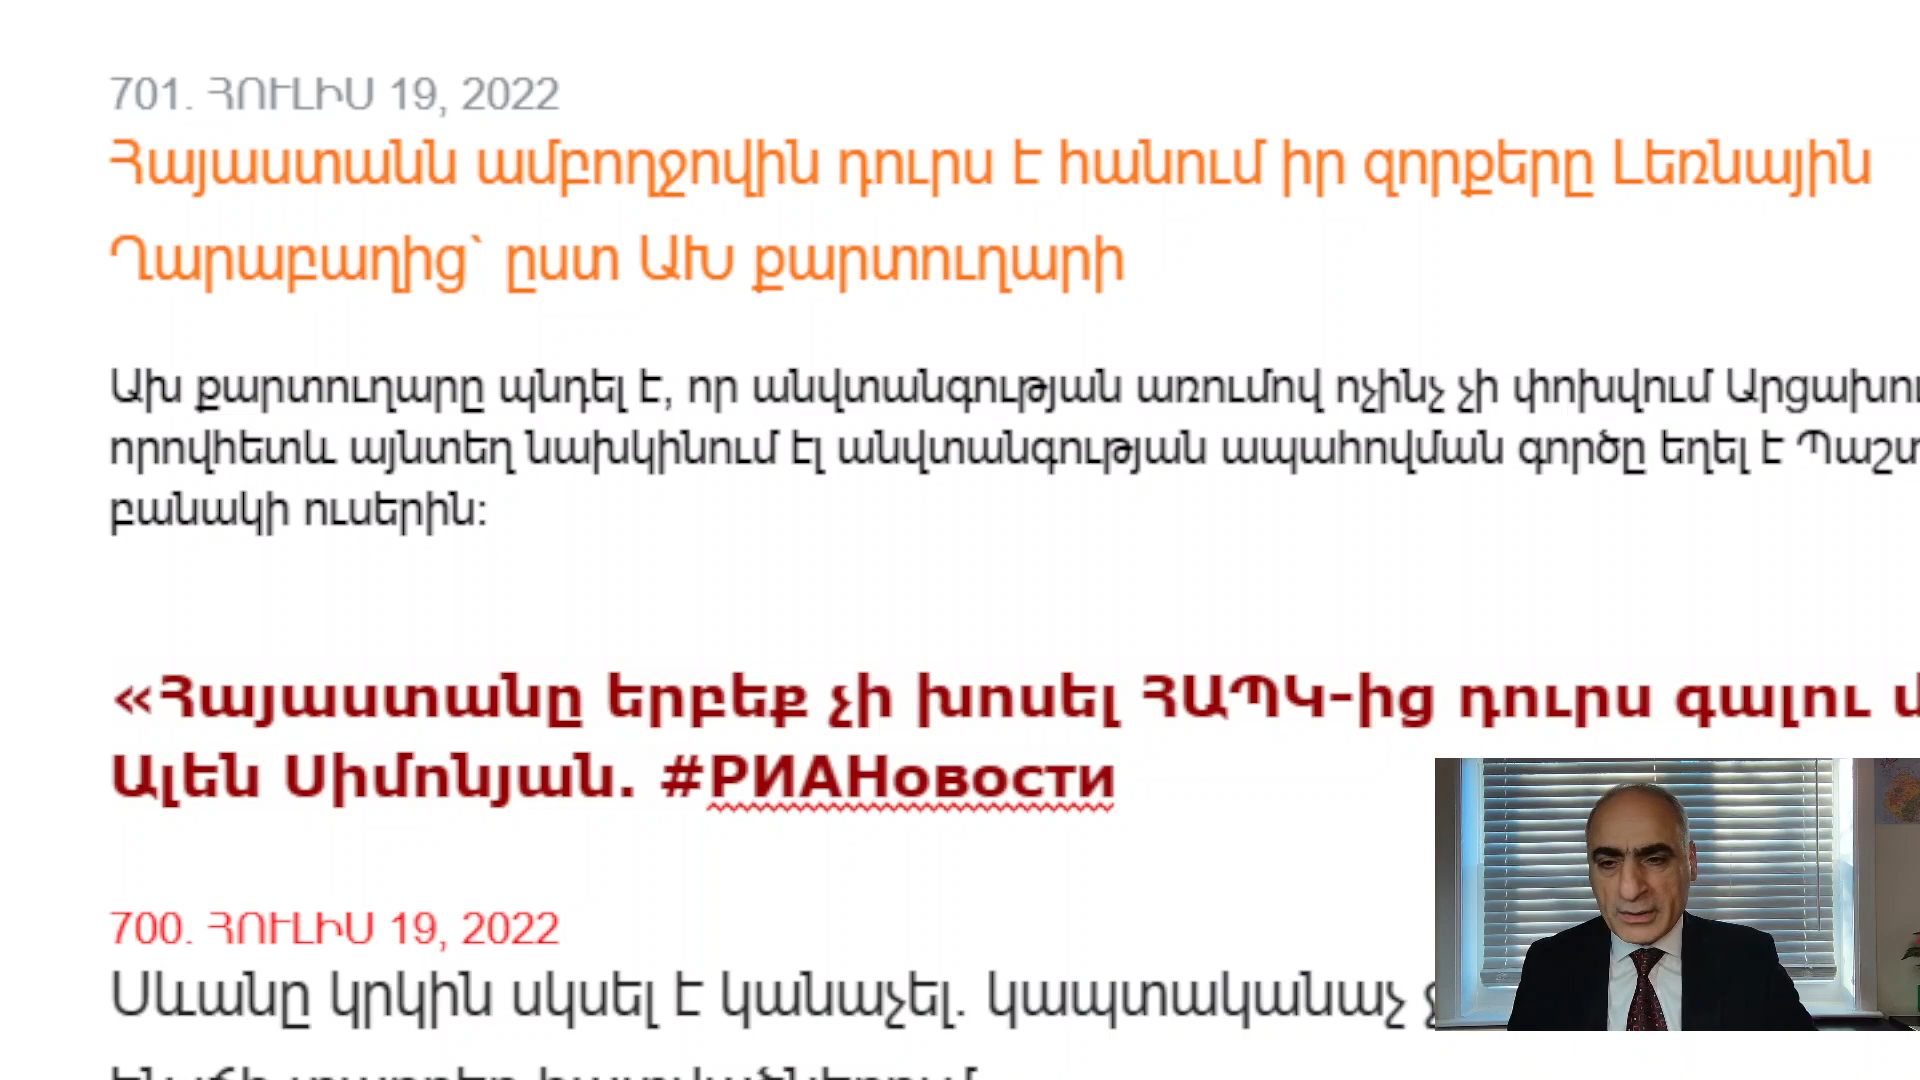 701. ՀՈՒԼԻՍ 19, 2022
Հայաստանն ամբողջովին դուրս է հանում իր զորքերը Լեռնային
Ղարաբաղից՝ ըստ ԱԽ քարտուղարի
Ախ քարտուղարը պնդել է, որ անվտանգության առումով ոչինչ չի փոխվում
որովհետև այնտեղ նախկինում էլ անվտանգության ապահովման գործը եղել է
բանակի ուսերին։
«Հայաստանը երբեք չի խոսել ՀԱՊԿ-ից դուրս գալու
Ալեն Սիմոնյան. #РИАНовости
700. ՀՈՒԼԻՍ 19, 2022
Սևանը կրկին սկսել է կանաչել. կապտականաչ